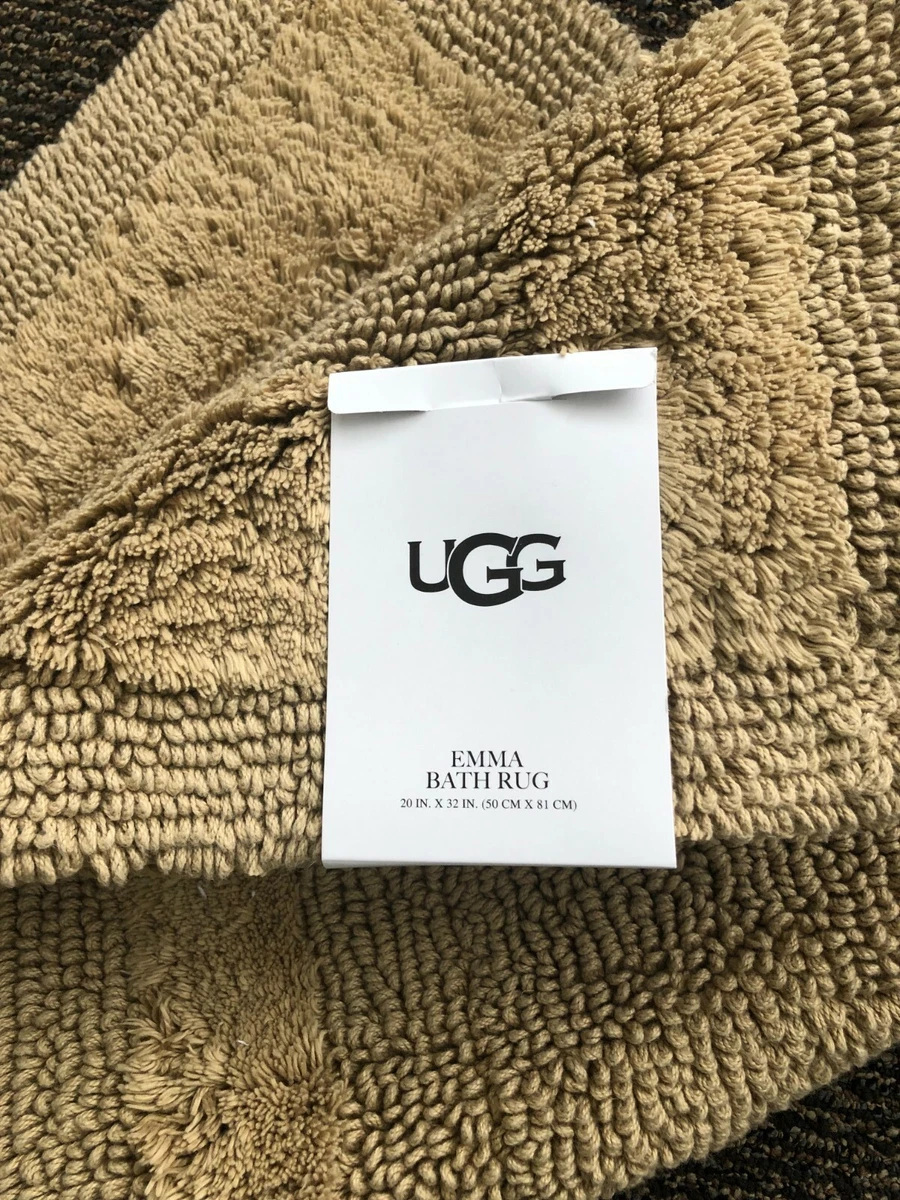 UGG
EMMA
BATH RUG
20 IN. X 32 IN. (50 CM X 81 CM)